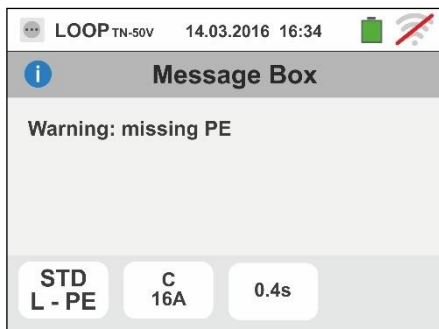 LOOP TN-50V 14.03.2016 16:34
i Message Box
Warning: missing PE
STD C 0.4s
L - PE 16A